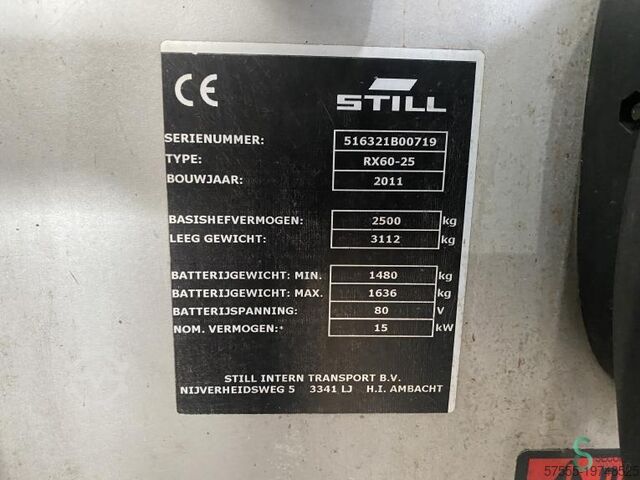 CE STILL
SERIENUMMER: 516321B00719
TYPE: RX60-25
BOUWJAAR: 2011
BASISHEFVERMOGEN: 2500 kg
LEEG GEWICHT: 3112 kg
BATTERIJGEWICHT: MIN. 1480 kg
BATTERIJGEWICHT: MAX. 1636 kg
BATTERIJSPANNING: 80 V
NOM. VERMOGEN:* 15 kW
STILL INTERN TRANSPORT B.V.
NIJVERHEIDSWEG 5 3341 LJ H.I. AMBACHT
57555-19748525